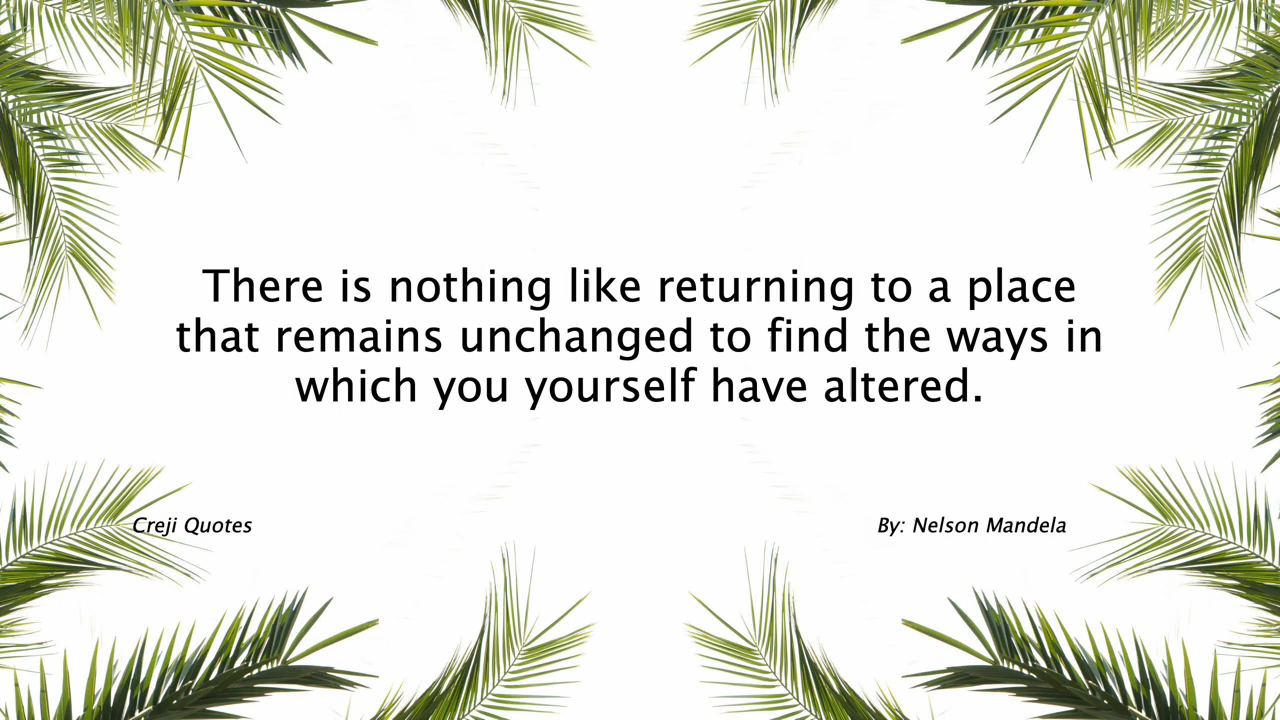 There is nothing like returning to a place
that remains unchanged to find the ways in
which you yourself have altered.
Creji Quotes
By: Nelson Mandela